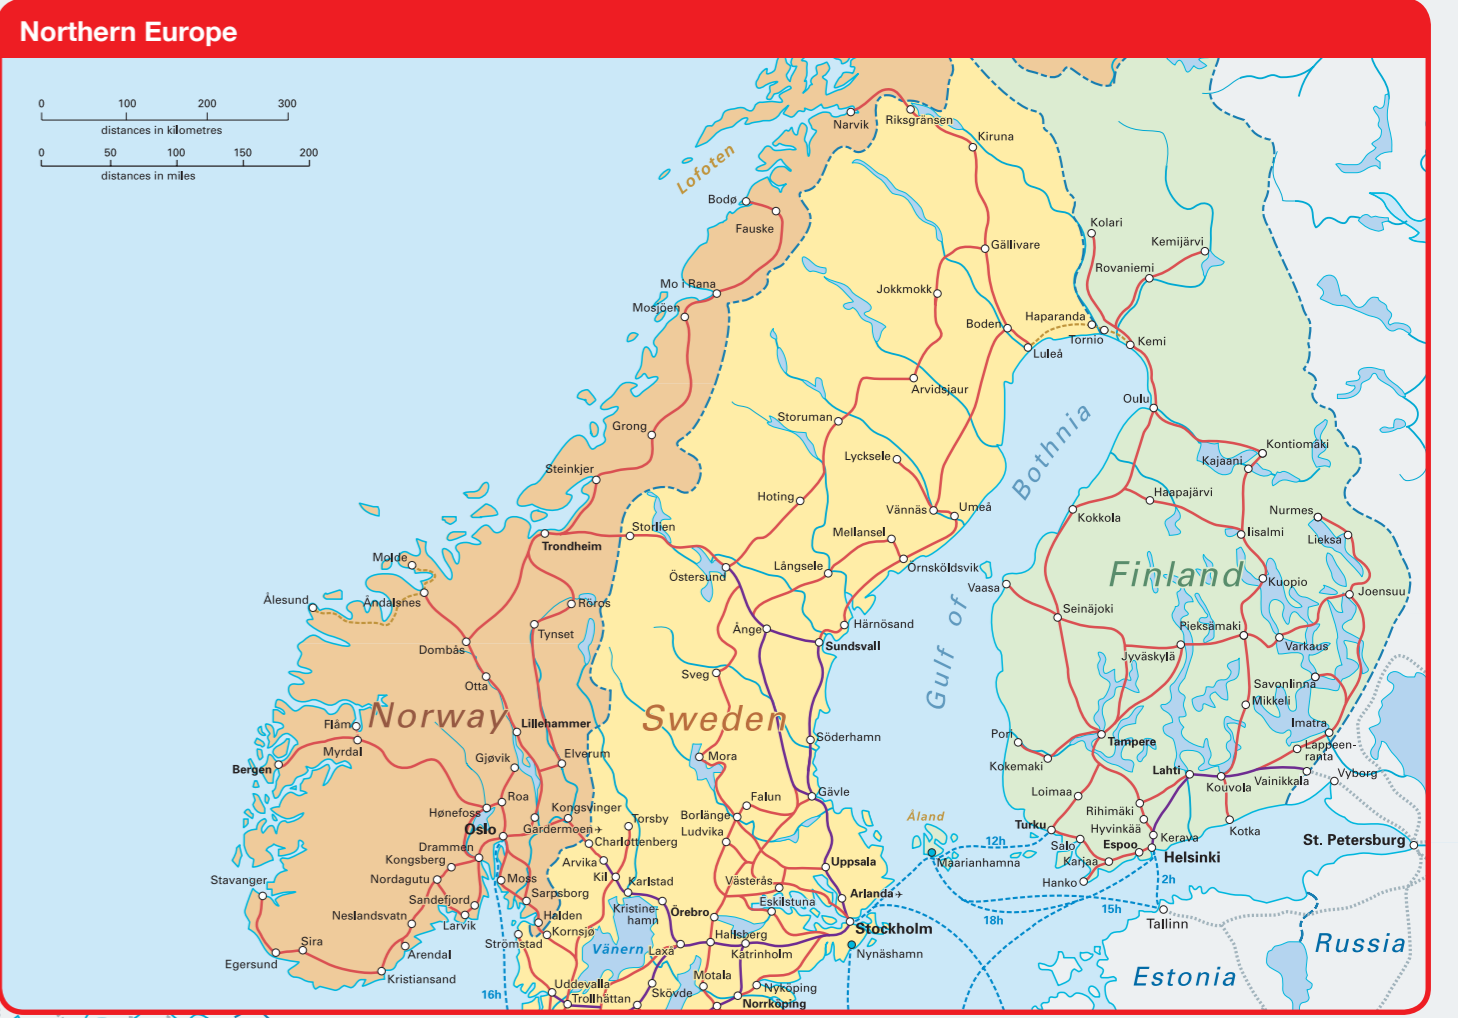 Northern Europe
0 100 200 300
distances in kilometres
0 50 100 150 200
distances in miles
Narvik
Riksgränsen
Kiruna
Lofoten
Bodø
Fauske
Kolari
Kemijärvi
Gällivare
Rovaniemi
Mo i Rana
Jokkmokk
Mosjöen
Haparanda
Boden
Tornio
Kemi
Luleå
Arvidsjaur
Oulu
Storuman
Grong
Gulf of Bothnia
Kontiomäki
Lycksele
Kajaani
Steinkjer
Hoting
Haapajärvi
Vännäs
Umeå
Nurmes
Kokkola
Storlien
Mellansel
Iisalmi
Lieksa
Trondheim
Molde
Långsele
Örnsköldsvik
Östersund
Finland
Kuopio
Vaasa
Joensuu
Ålesund
Åndalsnes
Röros
Seinäjoki
Härnösand
Tynset
Ånge
Pieksämäki
Sundsvall
Varkaus
Dombås
Jyväskylä
Sveg
Otta
Savonlinna
Mikkeli
Norway
Sweden
Flåm
Lillehammer
Imatra
Pori
Söderhamn
Tampere
Myrdal
Lappeen-
ranta
Gjøvik
Elverum
Mora
Bergen
Kokemäki
Lahti
Vainikkala
Vyborg
Kouvola
Roa
Falun
Gävle
Loimaa
Hønefoss
Kongsvinger
Borlänge
Riihimäki
Åland
Torsby
Oslo
Gardermoen
Ludvika
Turku
Hyvinkää
Kotka
Charlottenberg
12h
Salo
Espoo
Kerava
St. Petersburg
Drammen
Kongsberg
Arvika
Uppsala
Maarianhamna
Karjaa
Helsinki
Stavanger
Nordagutu
Moss
Kil
Karlstad
Västerås
Hanko
2h
Sandefjord
Sarpsborg
Arlanda
Kristine-
hamn
Örebro
Eskilstuna
15h
Neslandsvatn
Larvik
Halden
18h
Tallinn
Kornsjø
Hallsberg
Stockholm
Sira
Strömstad
Vänern
Laxå
Katrinholm
Nynäshamn
Russia
Egersund
Arendal
Kristiansand
Motala
Estonia
Uddevalla
Nyköping
16h
Trollhättan
Skövde
Norrköping